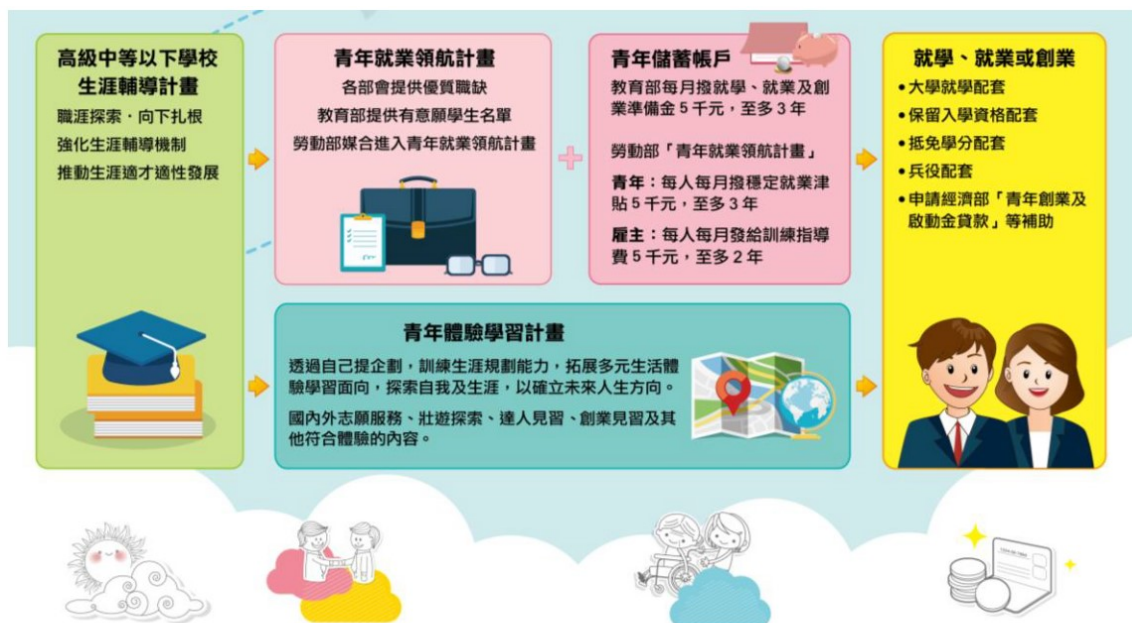 高級中等以下學校
生涯輔導計畫
職涯探索．向下扎根
強化生涯輔導機制
推動生涯適才適性發展
青年就業領航計畫
各部會提供優質職缺
教育部提供有意願學生名單
勞動部媒合進入青年就業領航計畫
青年儲蓄帳戶
教育部每月撥就學、就業及創
業準備金5千元，至多3年
勞動部「青年就業領航計畫」
青年：每人每月撥穩定就業津
貼5千元，至多3年
雇主：每人每月發給訓練指導
費5千元，至多2年
青年體驗學習計畫
透過自己提企劃，訓練生涯規劃能力，拓展多元生活體
驗學習面向，探索自我及生涯，以確立未來人生方向。
國內外志願服務、壯遊探索、達人見習、創業見習及其
他符合體驗的內容。
就學、就業或創業
•大學就學配套
•保留入學資格配套
•抵免學分配套
•兵役配套
•申請經濟部「青年創業及
啟動金貸款」等補助